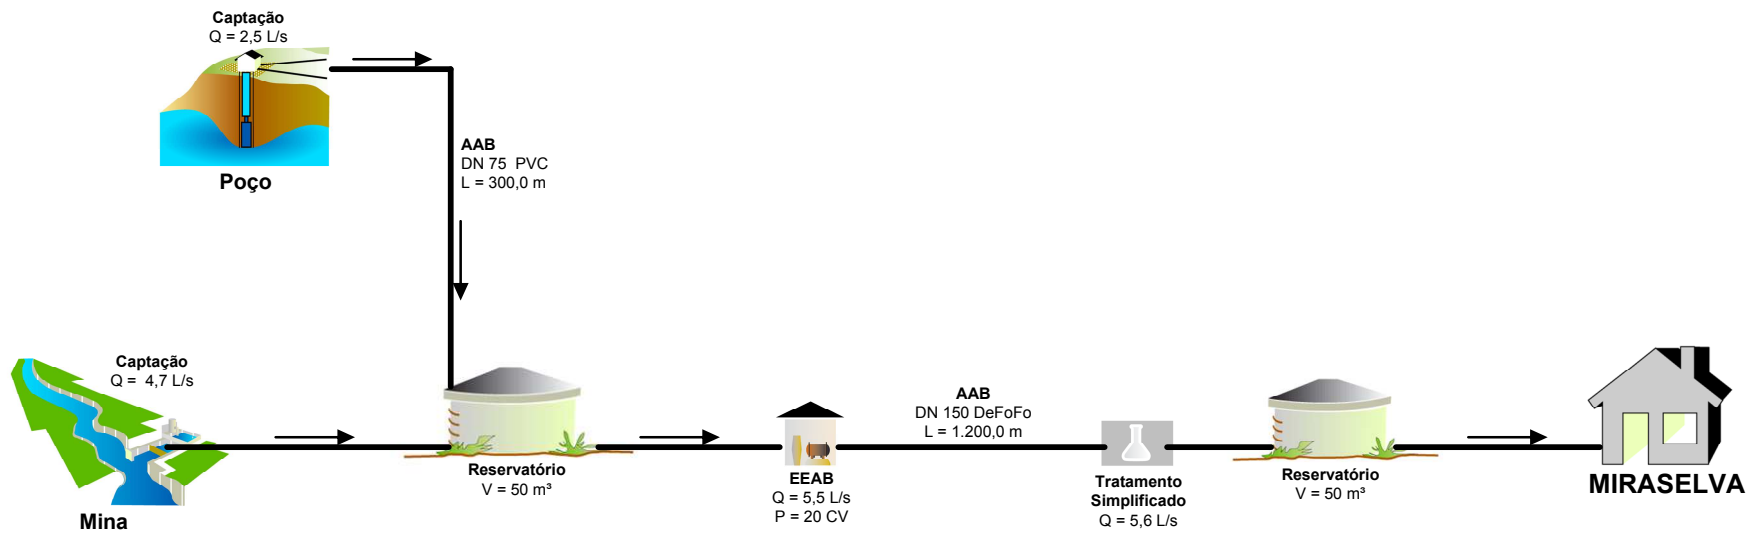 Captação
Q = 2,5 L/s
Poço
AAB
DN 75 PVC
L = 300,0 m
Captação
Q = 4,7 L/s
Mina
Reservatório
V = 50 m³
EEAB
Q = 5,5 L/s
P = 20 CV
AAB
DN 150 DeFoFo
L = 1.200,0 m
Tratamento
Simplificado
Q = 5,6 L/s
Reservatório
V = 50 m³
MIRASELVA